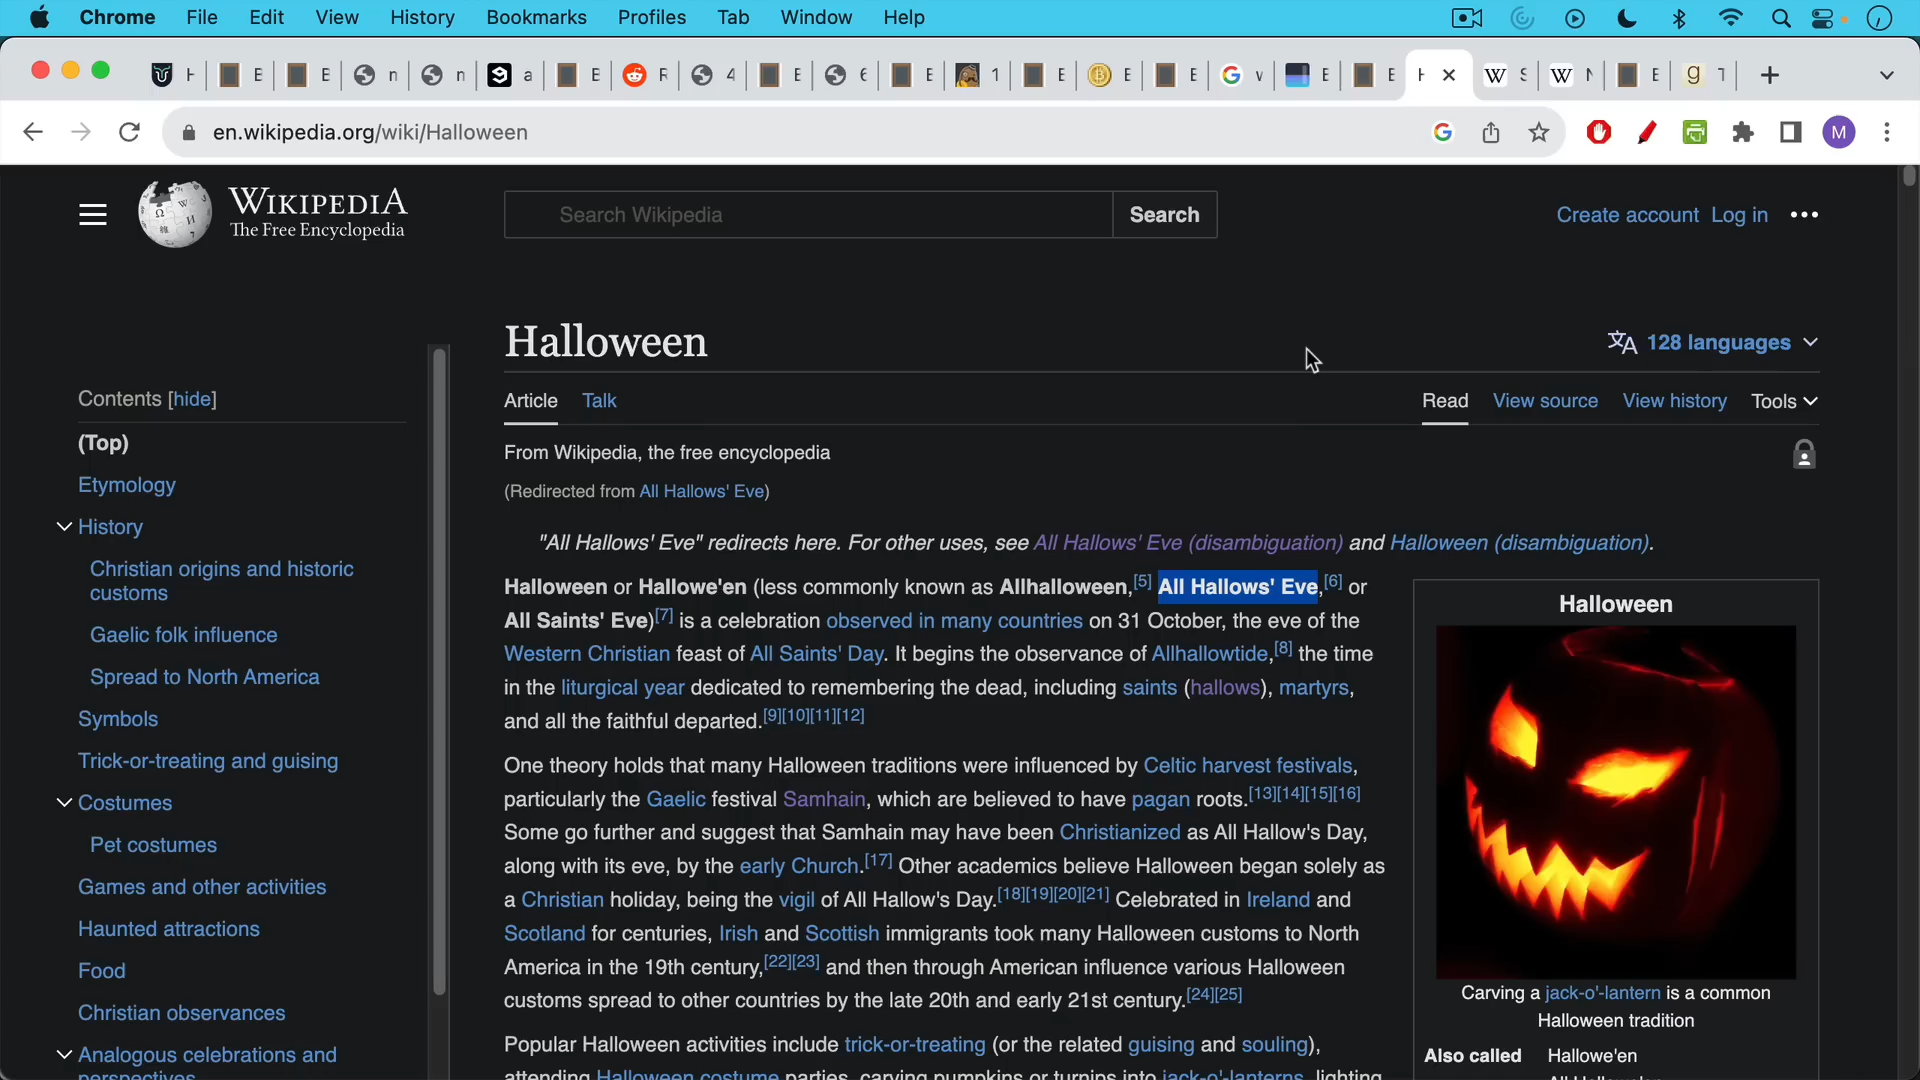 Chrome File Edit View History Bookmarks Profiles Tab Window Help
en.wikipedia.org/wiki/Halloween
M
WIKIPEDIA
The Free Encyclopedia
Search Wikipedia
Search
Create account Log in
Halloween
128 languages
Contents [hide]
(Top)
Etymology
History
Christian origins and historic
customs
Gaelic folk influence
Spread to North America
Symbols
Trick-or-treating and guising
Costumes
Pet costumes
Games and other activities
Haunted attractions
Food
Christian observances
Analogous celebrations and
perspectives
Article Talk
Read View source View history Tools
From Wikipedia, the free encyclopedia
(Redirected from All Hallows' Eve)
"All Hallows' Eve" redirects here. For other uses, see All Hallows' Eve (disambiguation) and Halloween (disambiguation).
Halloween or Hallowe'en (less commonly known as Allhalloween,[5] All Hallows' Eve,[6] or
All Saints' Eve)[7] is a celebration observed in many countries on 31 October, the eve of the
Western Christian feast of All Saints' Day. It begins the observance of Allhallowtide,[8] the time
in the liturgical year dedicated to remembering the dead, including saints (hallows), martyrs,
and all the faithful departed.[9][10][11][12]
One theory holds that many Halloween traditions were influenced by Celtic harvest festivals,
particularly the Gaelic festival Samhain, which are believed to have pagan roots.[13][14][15][16]
Some go further and suggest that Samhain may have been Christianized as All Hallow's Day,
along with its eve, by the early Church.[17] Other academics believe Halloween began solely as
a Christian holiday, being the vigil of All Hallow's Day.[18][19][20][21] Celebrated in Ireland and
Scotland for centuries, Irish and Scottish immigrants took many Halloween customs to North
America in the 19th century,[22][23] and then through American influence various Halloween
customs spread to other countries by the late 20th and early 21st century.[24][25]
Popular Halloween activities include trick-or-treating (or the related guising and souling),
attending Halloween costume parties, carving pumpkins or turnips into jack-o'-lanterns, lighting
Halloween
Carving a jack-o'-lantern is a common
Halloween tradition
Also called Hallowe'en